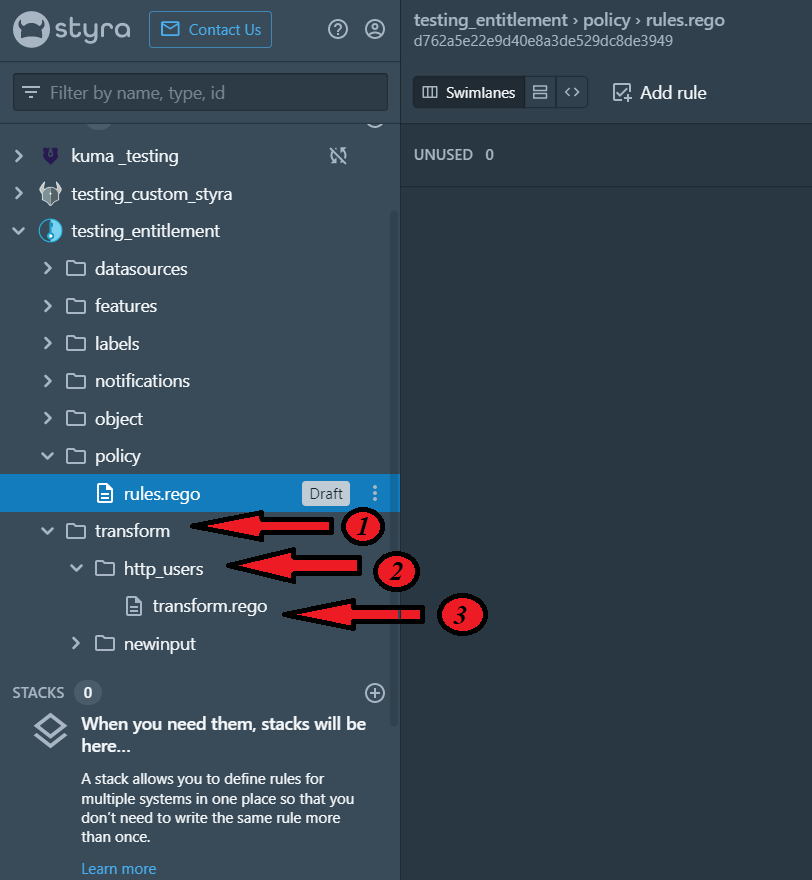 styra
Contact Us
Filter by name, type, id
kuma _testing
testing_custom_styra
testing_entitlement
datasources
features
labels
notifications
object
policy
rules.rego
Draft
transform
1
http_users
2
transform.rego
3
newinput
STACKS 0
When you need them, stacks will be
here...
A stack allows you to define rules for
multiple systems in one place so that you
don't need to write the same rule more
than once.
Learn more
testing_entitlement › policy › rules.rego
d762a5e22e9d40e8a3de529dc8de3949
Swimlanes
Add rule
UNUSED 0